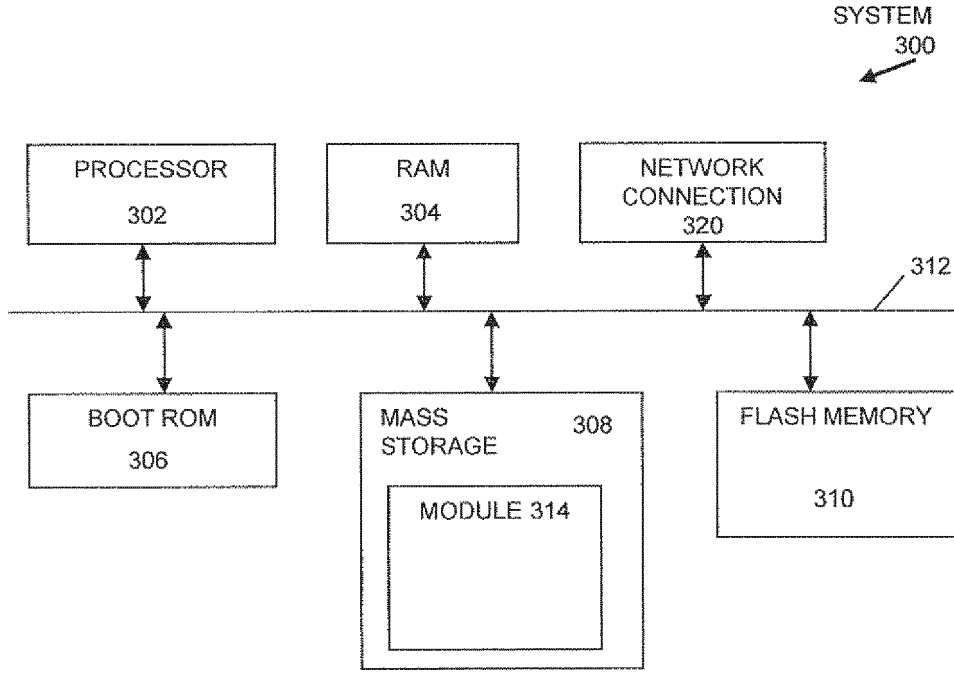 SYSTEM
300
PROCESSOR
302
RAM
304
NETWORK
CONNECTION
320
312
BOOT ROM
306
MASS
STORAGE
308
MODULE 314
FLASH MEMORY
310